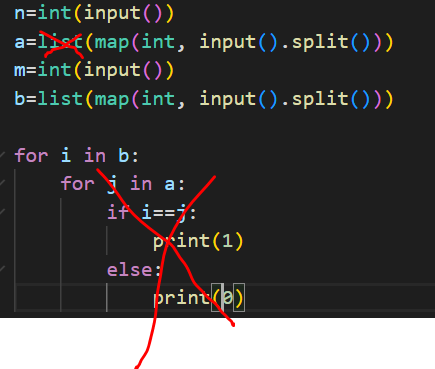 n=int(input())
a=list(map(int, input().split()))
m=int(input())
b=list(map(int, input().split()))
for i in b:
    for j in a:
        if i==j:
            print(1)
        else:
            print(0)